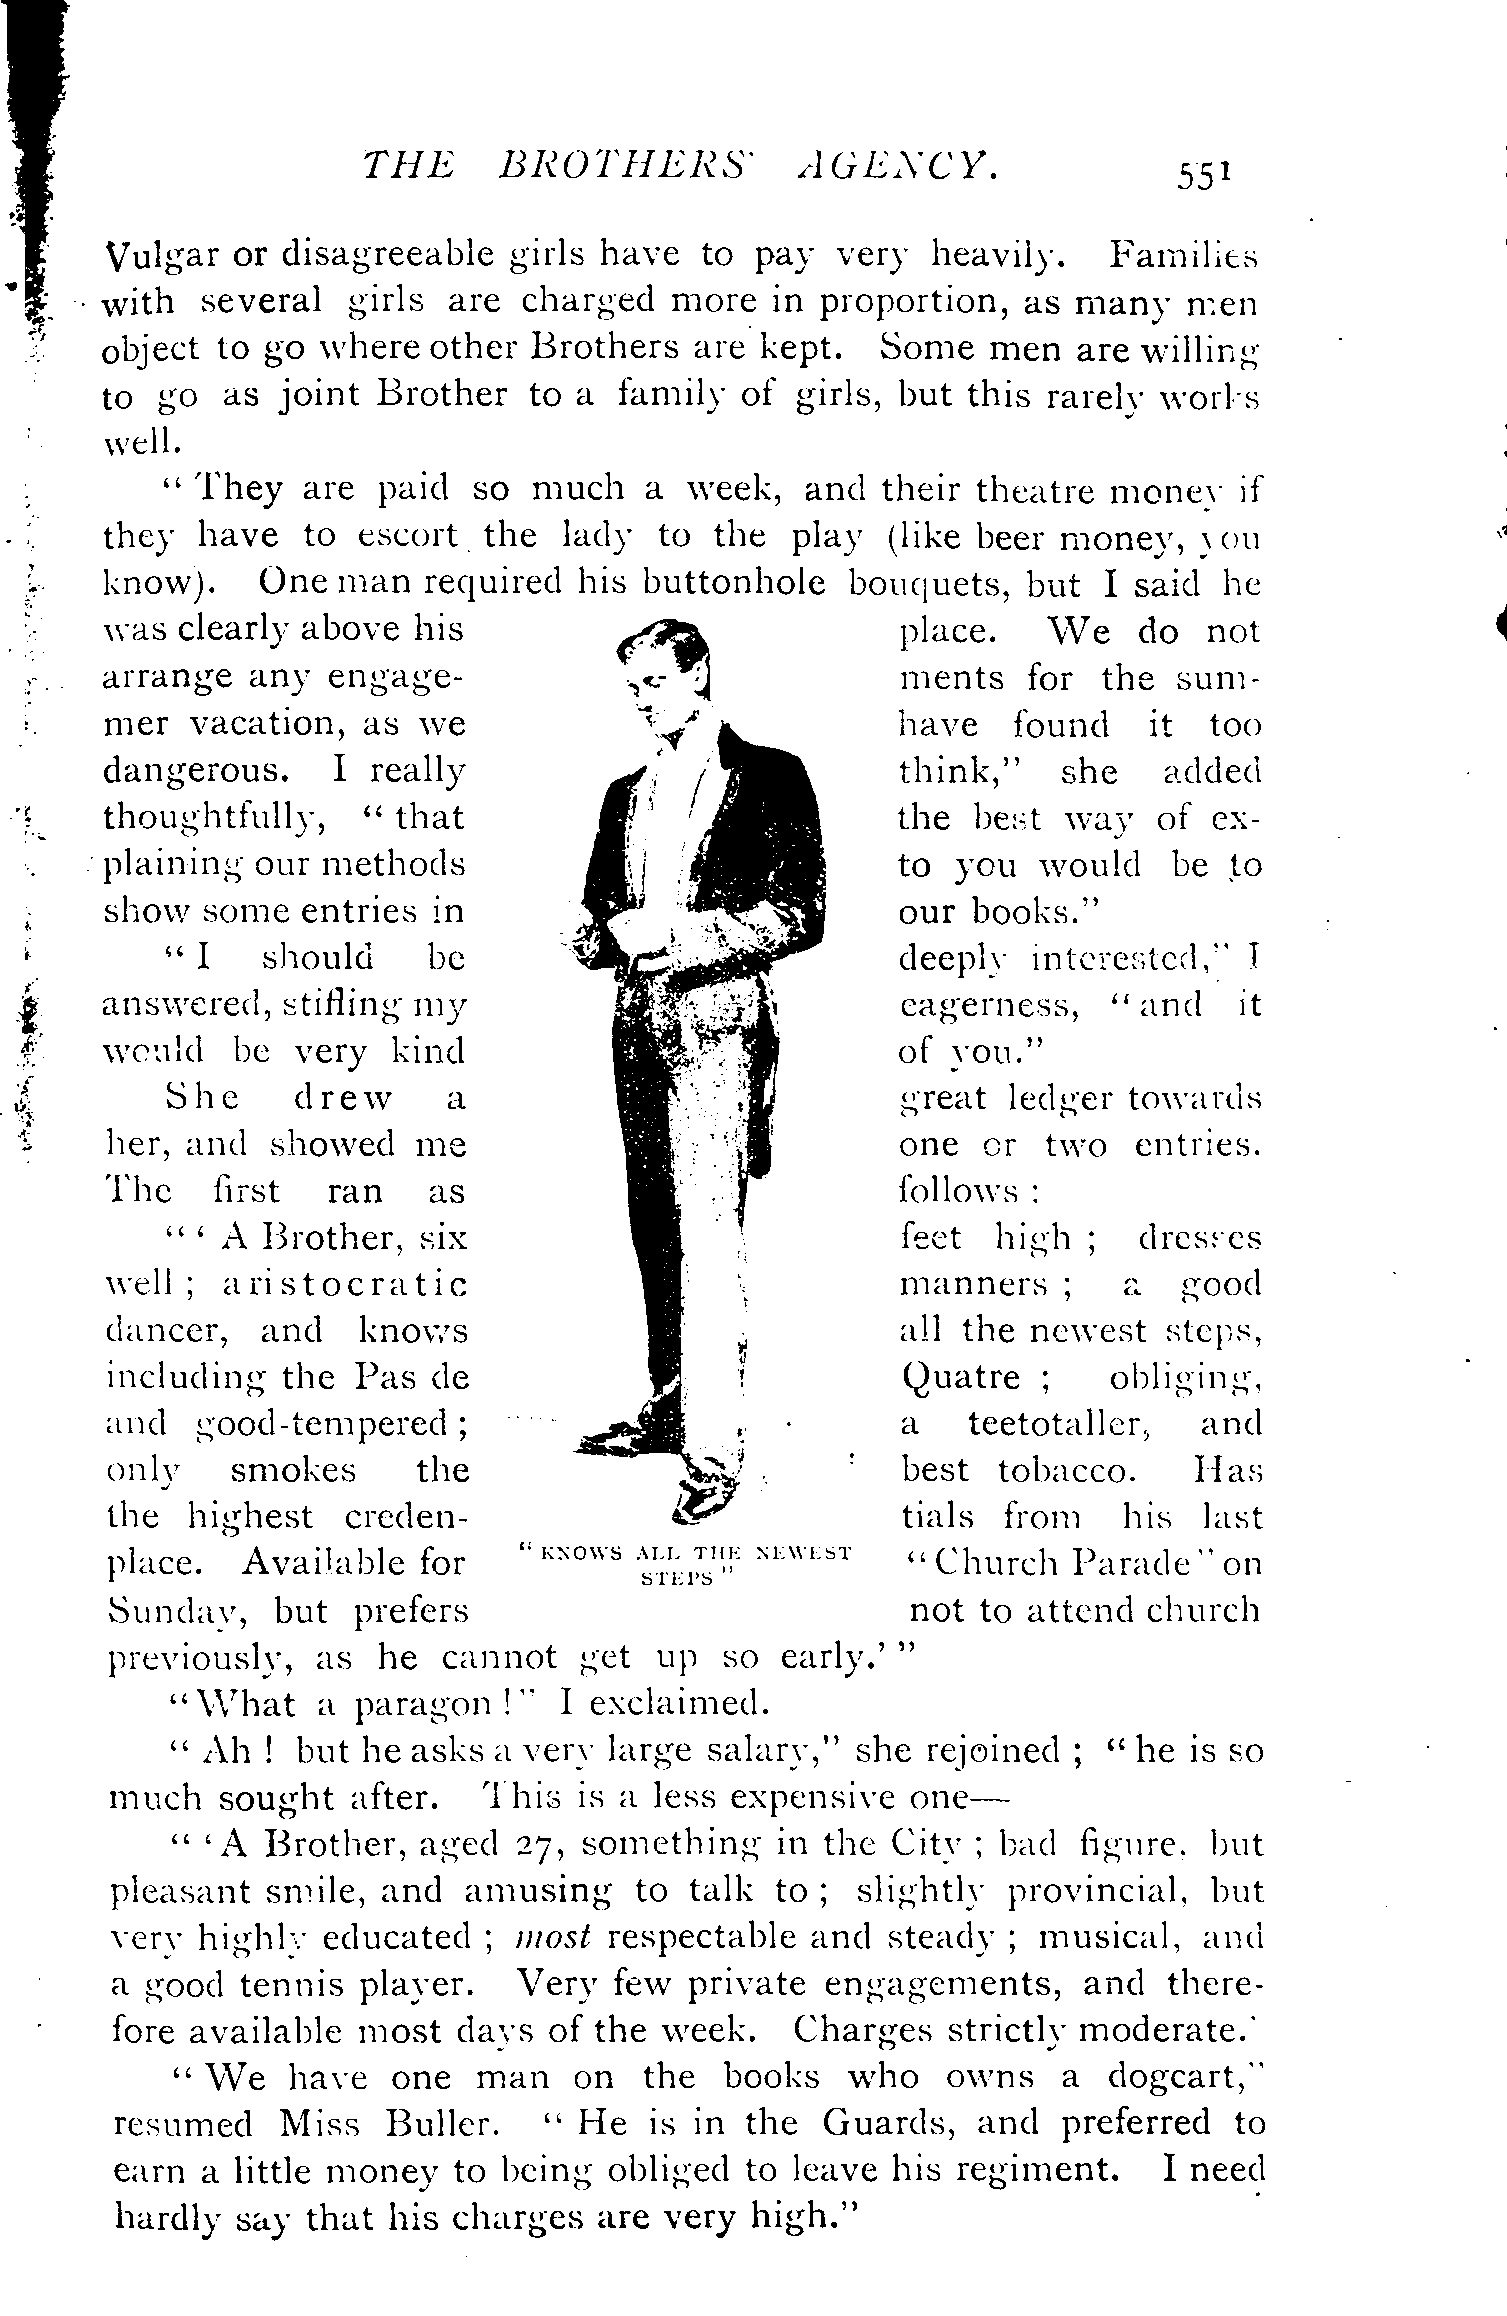 THE BROTHERS' AGENCY. 551
Vulgar or disagreeable girls have to pay very heavily. Families
with several girls are charged more in proportion, as many men
object to go where other Brothers are kept. Some men are willing
to go as joint Brother to a family of girls, but this rarely works
well.
" They are paid so much a week, and their theatre money if
they have to escort the lady to the play (like beer money, you
know). One man required his buttonhole bouquets, but I said he
was clearly above his place. We do not
arrange any engage- ments for the sum-
mer vacation, as we have found it too
dangerous. I really think," she added
thoughtfully, " that the best way of ex-
plaining our methods to you would be to
show some entries in our books."
" I should be deeply interested," I
answered, stifling my eagerness, " and it
would be very kind of you."
She drew a great ledger towards
her, and showed me one or two entries.
The first ran as follows :
" ' A Brother, six feet high ; dresses
well ; aristocratic manners ; a good
dancer, and knows all the newest steps,
including the Pas de Quatre ; obliging,
and good-tempered ; a teetotaller, and
only smokes the best tobacco. Has
the highest creden- tials from his last
place. Available for "Church Parade" on
Sunday, but prefers not to attend church
"KNOWS ALL THE NEWEST
STEPS"
previously, as he cannot get up so early.' "
"What a paragon !" I exclaimed.
" Ah ! but he asks a very large salary," she rejoined ; " he is so
much sought after. This is a less expensive one—
" ' A Brother, aged 27, something in the City ; bad figure, but
pleasant smile, and amusing to talk to ; slightly provincial, but
very highly educated ; most respectable and steady ; musical, and
a good tennis player. Very few private engagements, and there-
fore available most days of the week. Charges strictly moderate.'
" We have one man on the books who owns a dogcart,"
resumed Miss Buller. " He is in the Guards, and preferred to
earn a little money to being obliged to leave his regiment. I need
hardly say that his charges are very high."